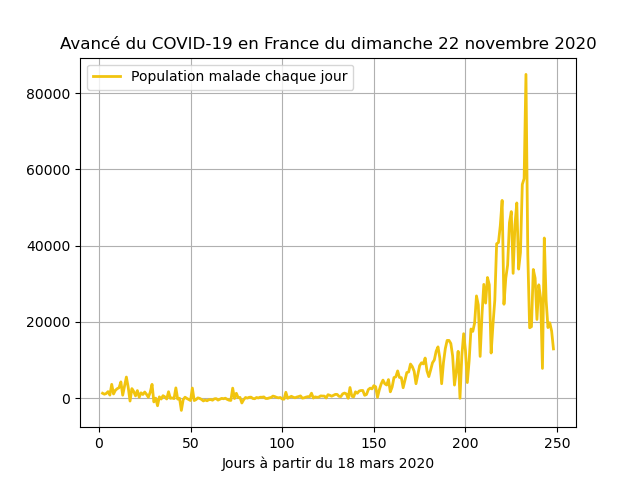 Avancé du COVID-19 en France du dimanche 22 novembre 2020
Population malade chaque jour
80000
60000
40000
20000
0
0 50 100 150 200 250
Jours à partir du 18 mars 2020